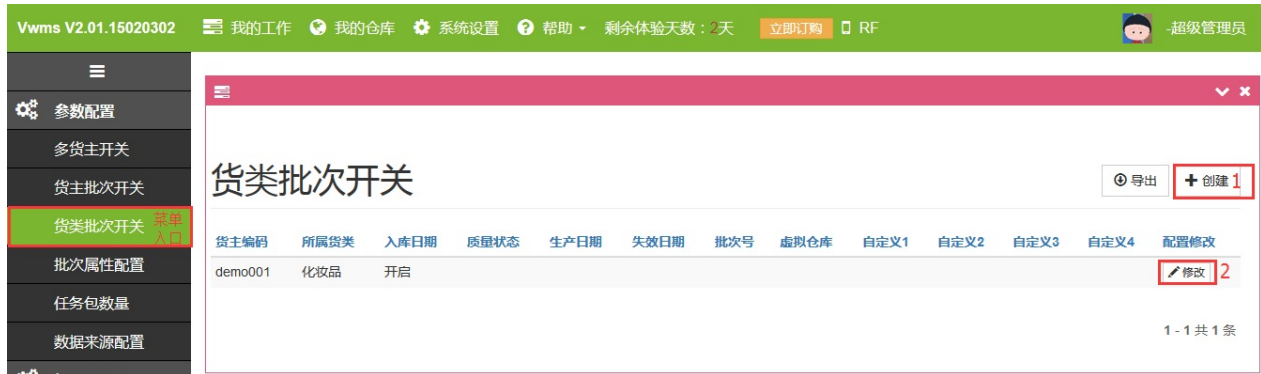 Vwms V2.01.15020302 我的工作 我的仓库 系统设置 帮助 剩余体验天数：2天 立即订购 RF -超级管理员
参数配置
多货主开关
货主批次开关
货类批次开关 菜单
入口
批次属性配置
任务包数量
数据来源配置
货类批次开关
导出 创建 1
货主编码 所属货类 入库日期 质量状态 生产日期 失效日期 批次号 虚拟仓库 自定义1 自定义2 自定义3 自定义4 配置修改
demo001 化妆品 开启 修改 2
1 - 1 共 1 条